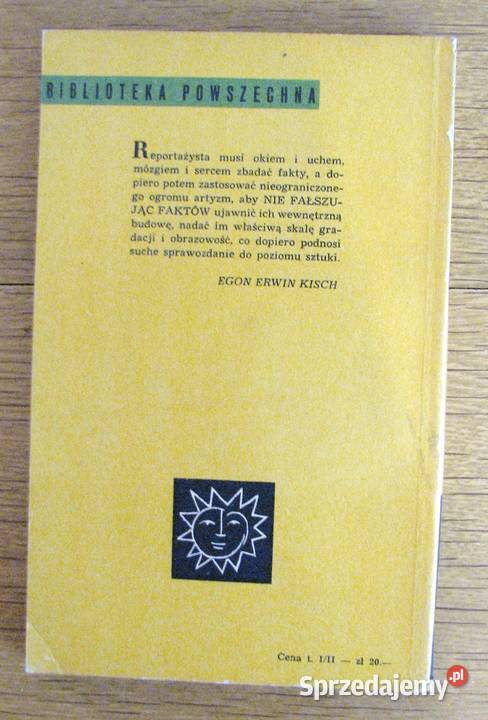 BIBLIOTEKA POWSZECHNA
Reportażysta musi okiem i uchem,
mózgiem i sercem zbadać fakty, a do-
piero potem zastosować nieograniczone-
go ogromu artyzm, aby NIE FAŁSZU-
JĄC FAKTÓW ujawnić ich wewnętrzną
budowę, nadać im właściwą skalę gra-
dacji i obrazowość, co dopiero podnosi
suche sprawozdanie do poziomu sztuki.
EGON ERWIN KISCH
Cena t. I/II — zł 20.—
Sprzedajemy.pl